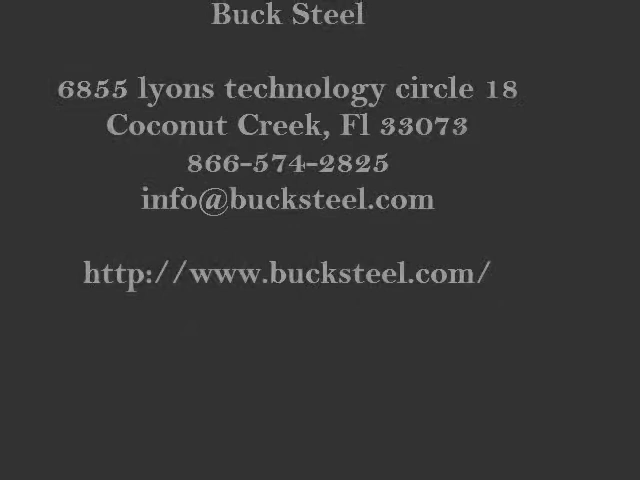 Buck Steel
6855 lyons technology circle 18
Coconut Creek, Fl 33073
866-574-2825
info@bucksteel.com
http://www.bucksteel.com/